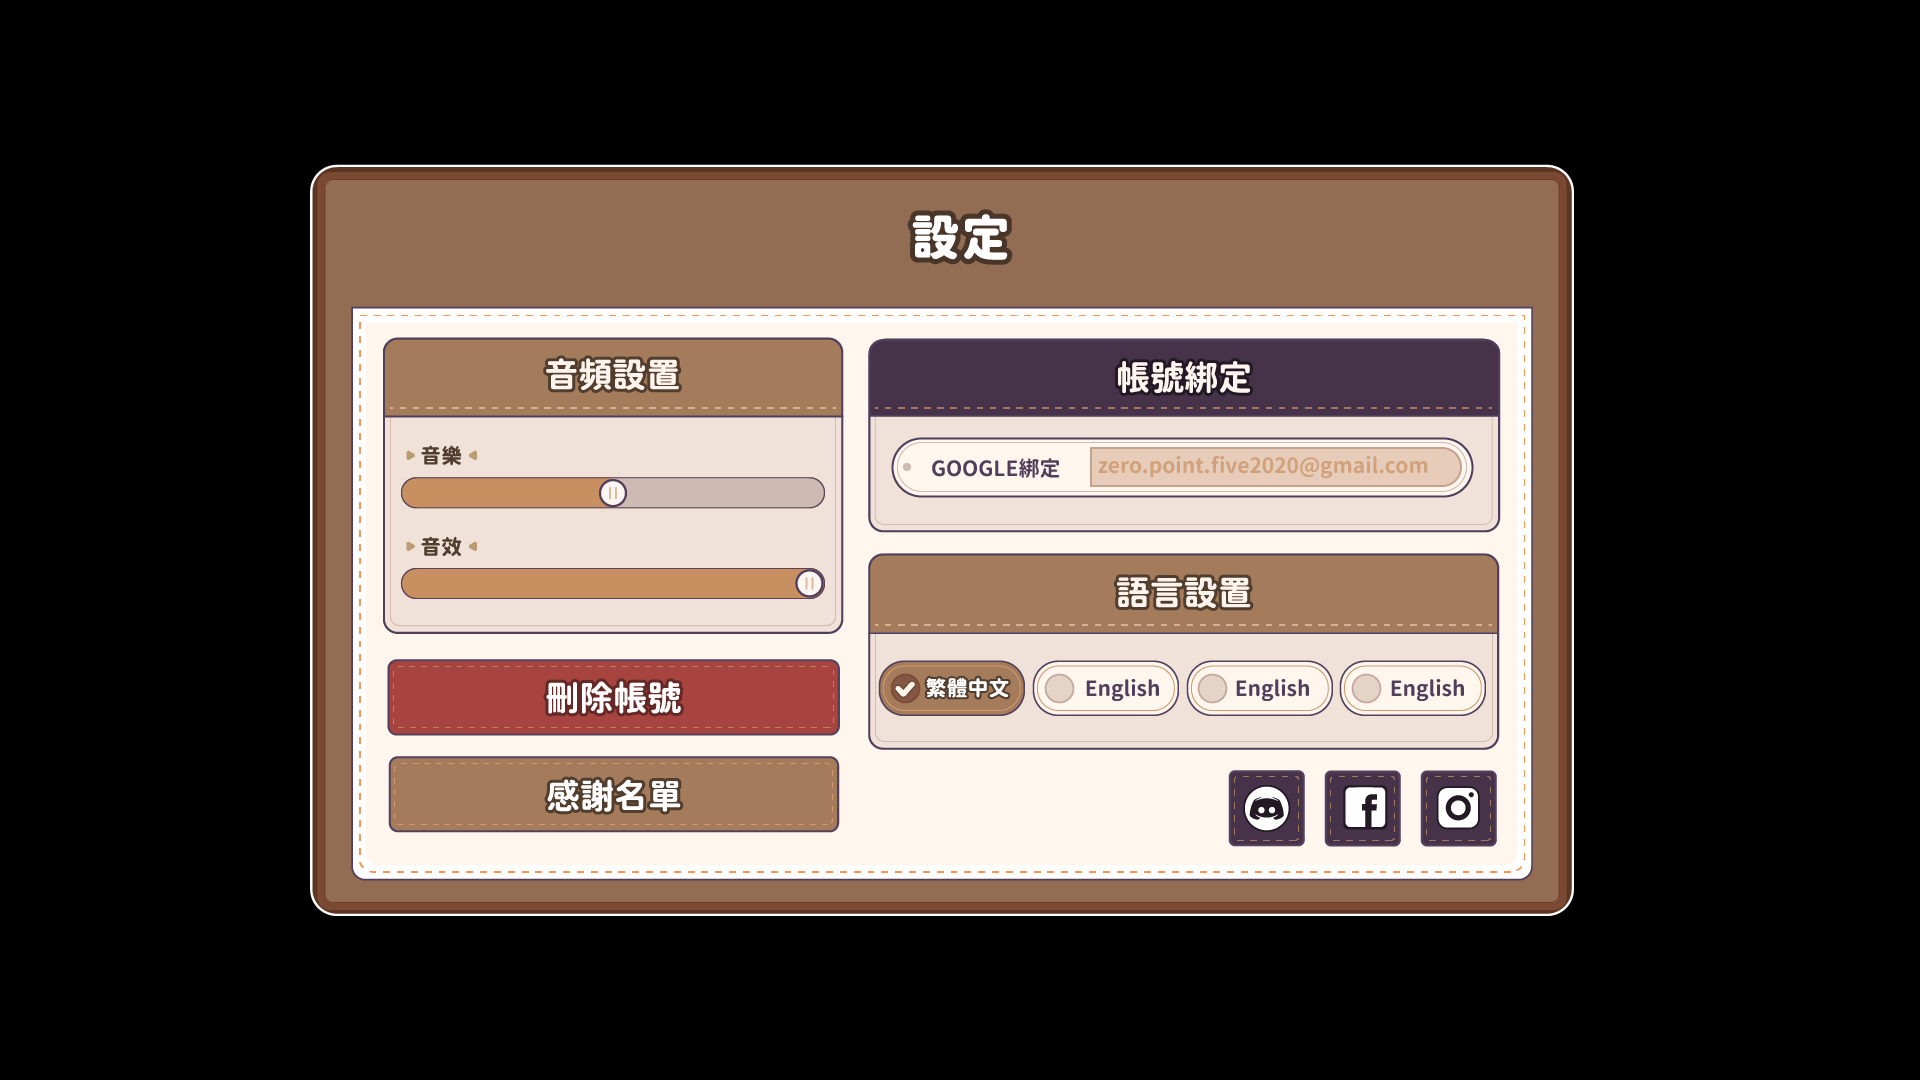 設定
音頻設置
音樂
音效
刪除帳號
感謝名單
帳號綁定
GOOGLE綁定 zero.point.five2020@gmail.com
語言設置
繁體中文 English English English